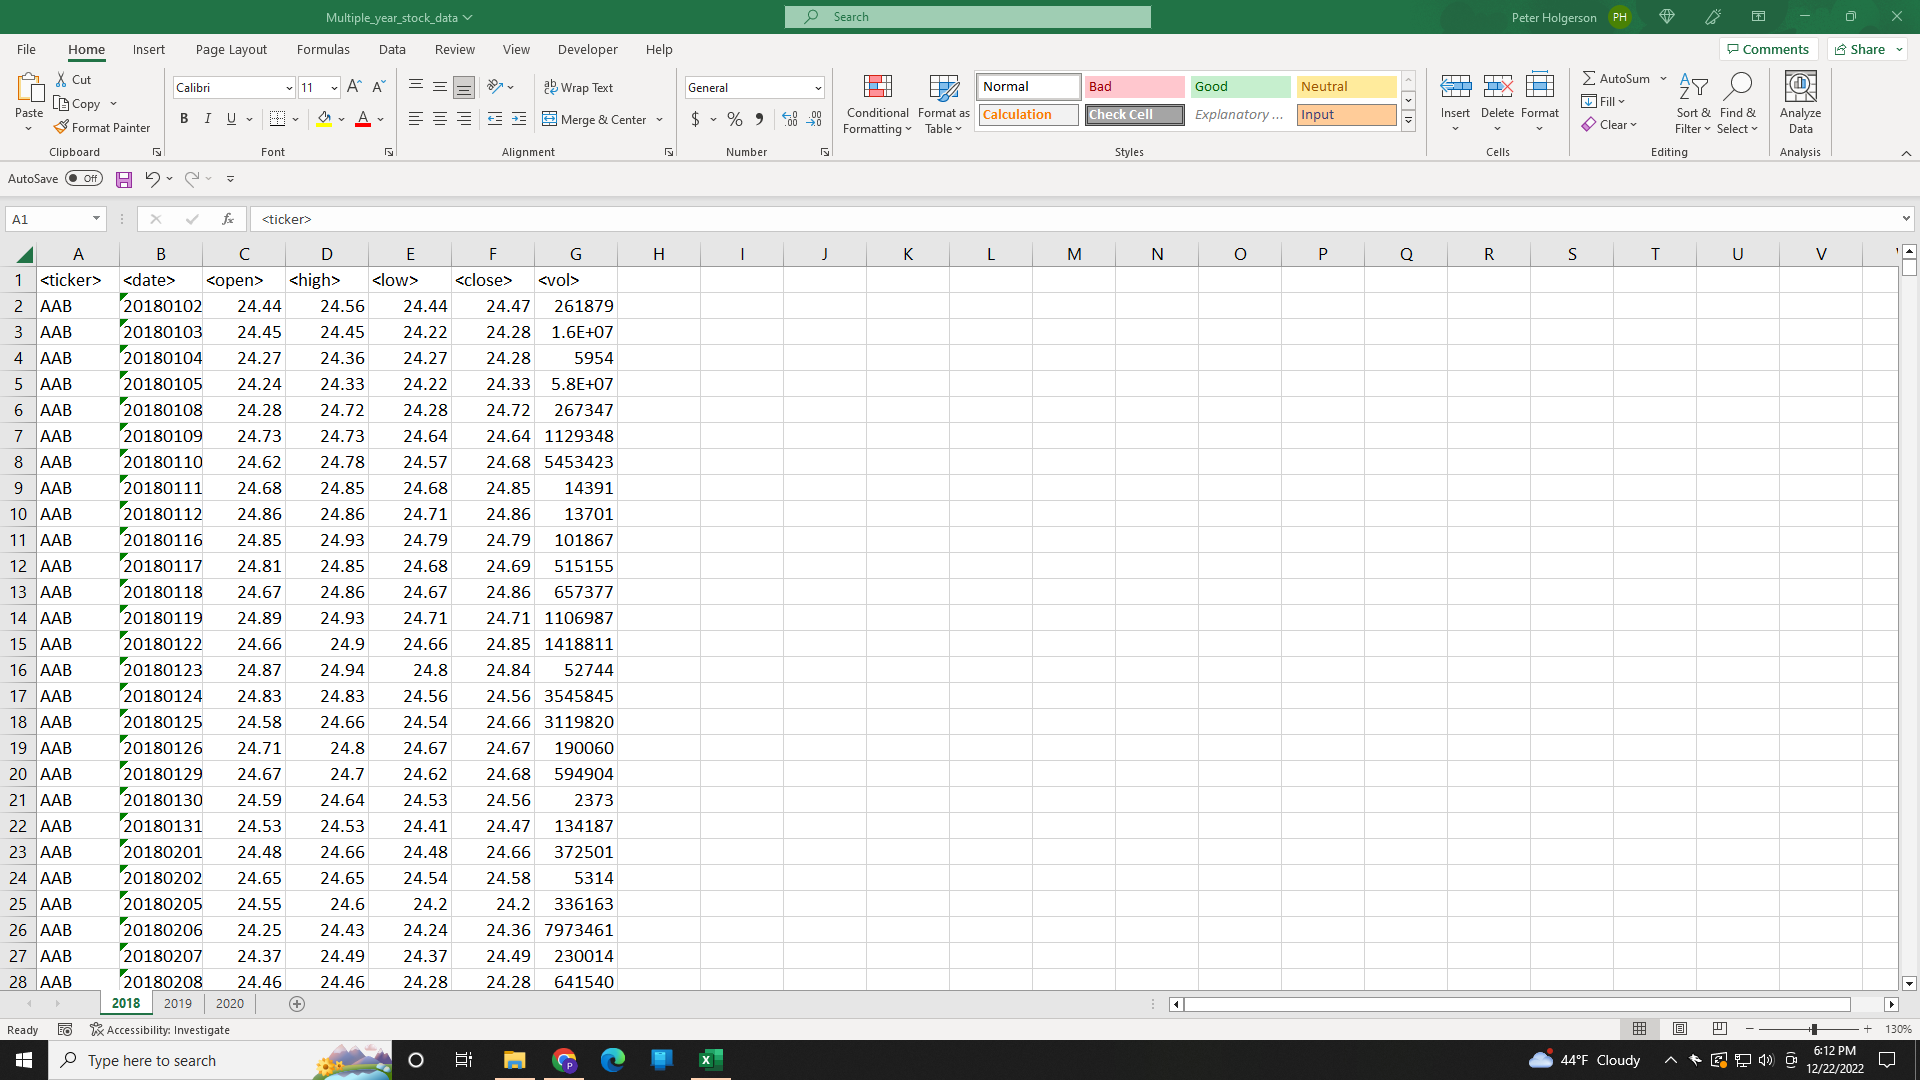 Multiple_year_stock_data
Search
Peter Holgerson PH
File Home Insert Page Layout Formulas Data Review View Developer Help Comments Share
Paste Cut Copy Format Painter Clipboard
Calibri 11 B I U A Font
Wrap Text Merge & Center Alignment
General $ % Number
Conditional Formatting Format as Table
Normal Bad Good Neutral
Calculation Check Cell Explanatory ... Input
Styles
Insert Delete Format Cells
AutoSum Fill Clear Sort & Filter Find & Select Editing
Analyze Data Analysis
AutoSave Off
A1 fx <ticker>
A B C D E F G H I J K L M N O P Q R S T U V
1 <ticker> <date> <open> <high> <low> <close> <vol>
2 AAB 20180102 24.44 24.56 24.44 24.47 261879
3 AAB 20180103 24.45 24.45 24.22 24.28 1.6E+07
4 AAB 20180104 24.27 24.36 24.27 24.28 5954
5 AAB 20180105 24.24 24.33 24.22 24.33 5.8E+07
6 AAB 20180108 24.28 24.72 24.28 24.72 267347
7 AAB 20180109 24.73 24.73 24.64 24.64 1129348
8 AAB 20180110 24.62 24.78 24.57 24.68 5453423
9 AAB 20180111 24.68 24.85 24.68 24.85 14391
10 AAB 20180112 24.86 24.86 24.71 24.86 13701
11 AAB 20180116 24.85 24.93 24.79 24.79 101867
12 AAB 20180117 24.81 24.85 24.68 24.69 515155
13 AAB 20180118 24.67 24.86 24.67 24.86 657377
14 AAB 20180119 24.89 24.93 24.71 24.71 1106987
15 AAB 20180122 24.66 24.9 24.66 24.85 1418811
16 AAB 20180123 24.87 24.94 24.8 24.84 52744
17 AAB 20180124 24.83 24.83 24.56 24.56 3545845
18 AAB 20180125 24.58 24.66 24.54 24.66 3119820
19 AAB 20180126 24.71 24.8 24.67 24.67 190060
20 AAB 20180129 24.67 24.7 24.62 24.68 594904
21 AAB 20180130 24.59 24.64 24.53 24.56 2373
22 AAB 20180131 24.53 24.53 24.41 24.47 134187
23 AAB 20180201 24.48 24.66 24.48 24.66 372501
24 AAB 20180202 24.65 24.65 24.54 24.58 5314
25 AAB 20180205 24.55 24.6 24.2 24.2 336163
26 AAB 20180206 24.25 24.43 24.24 24.36 7973461
27 AAB 20180207 24.37 24.49 24.37 24.49 230014
28 AAB 20180208 24.46 24.46 24.28 24.28 641540
2018 2019 2020
Ready Accessibility: Investigate 130%
Type here to search 44°F Cloudy 6:12 PM
12/22/2022